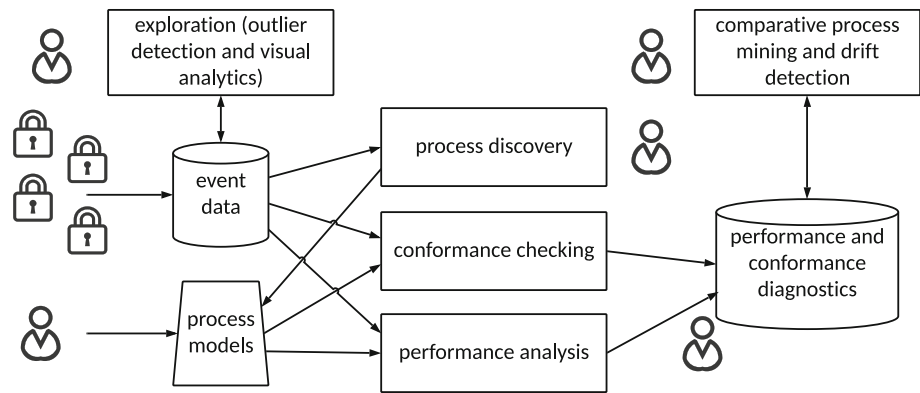 exploration (outlier
detection and visual
analytics)
comparative process
mining and drift
detection
process discovery
event
data
conformance checking
performance and
conformance
diagnostics
process
models
performance analysis